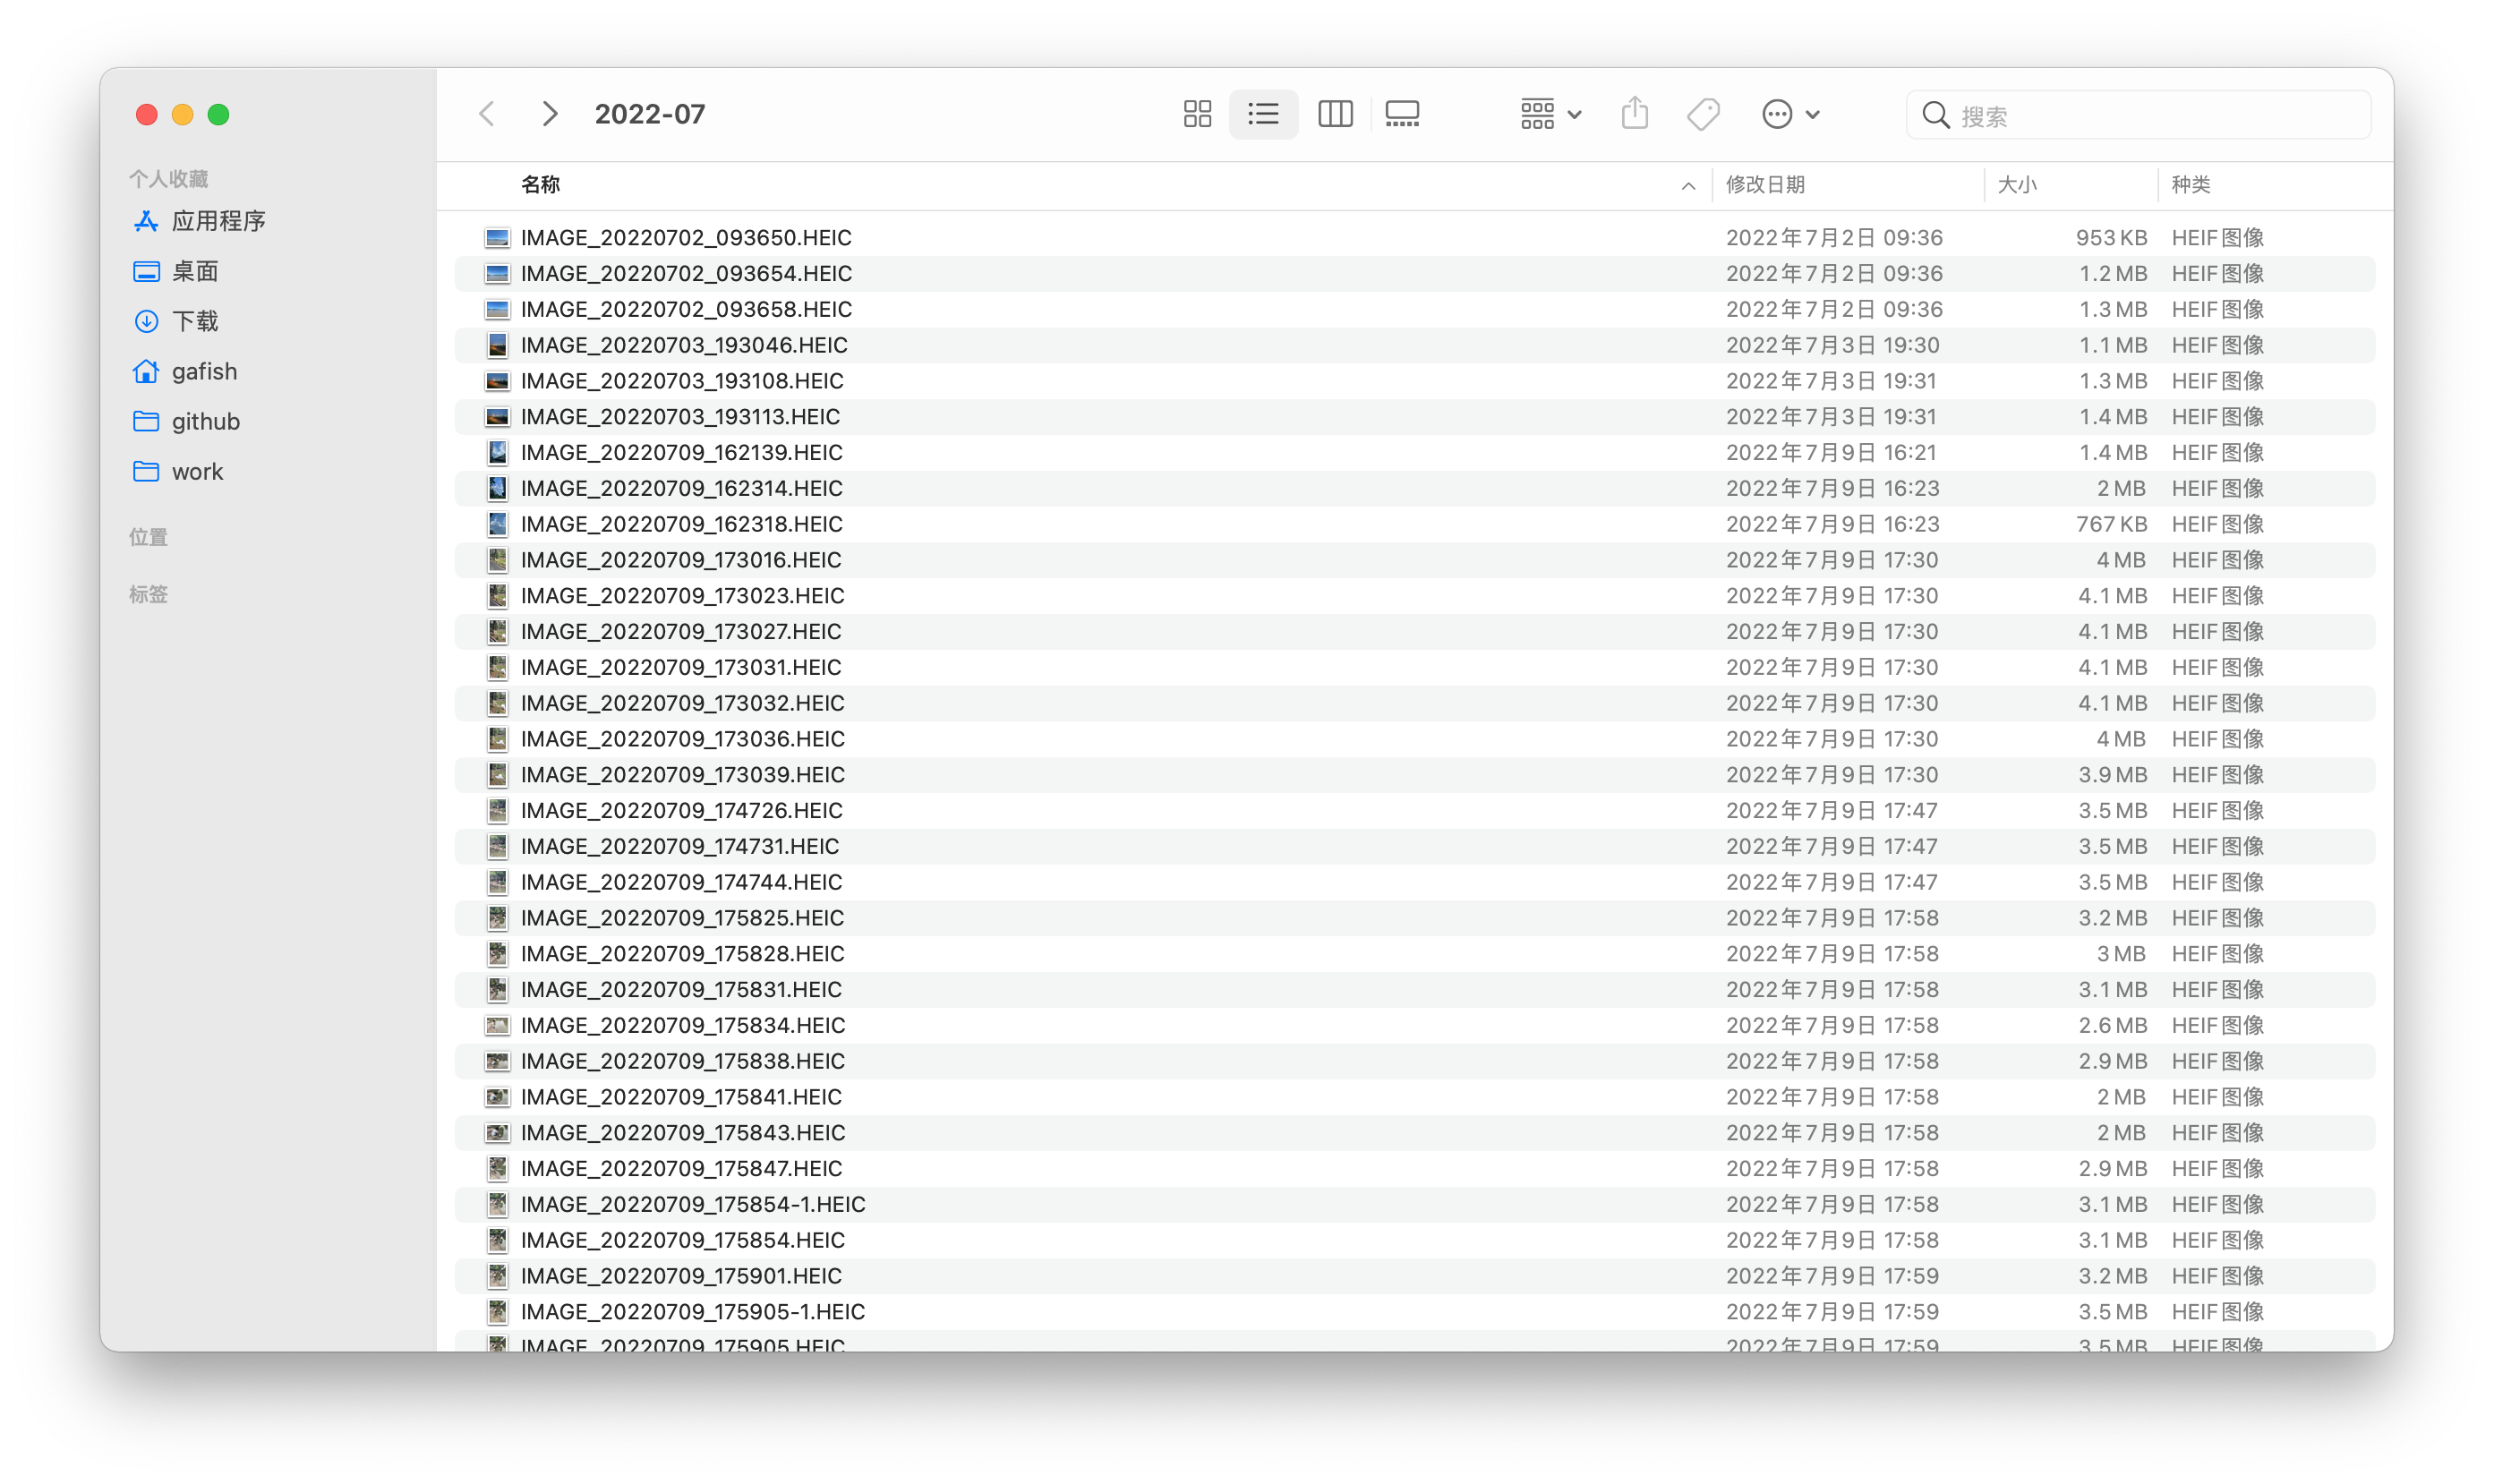 2022-07
搜索
个人收藏
应用程序
桌面
下载
gafish
github
work
位置
标签
名称 修改日期 大小 种类
IMAGE_20220702_093650.HEIC 2022年7月2日 09:36 953 KB HEIF图像
IMAGE_20220702_093654.HEIC 2022年7月2日 09:36 1.2 MB HEIF图像
IMAGE_20220702_093658.HEIC 2022年7月2日 09:36 1.3 MB HEIF图像
IMAGE_20220703_193046.HEIC 2022年7月3日 19:30 1.1 MB HEIF图像
IMAGE_20220703_193108.HEIC 2022年7月3日 19:31 1.3 MB HEIF图像
IMAGE_20220703_193113.HEIC 2022年7月3日 19:31 1.4 MB HEIF图像
IMAGE_20220709_162139.HEIC 2022年7月9日 16:21 1.4 MB HEIF图像
IMAGE_20220709_162314.HEIC 2022年7月9日 16:23 2 MB HEIF图像
IMAGE_20220709_162318.HEIC 2022年7月9日 16:23 767 KB HEIF图像
IMAGE_20220709_173016.HEIC 2022年7月9日 17:30 4 MB HEIF图像
IMAGE_20220709_173023.HEIC 2022年7月9日 17:30 4.1 MB HEIF图像
IMAGE_20220709_173027.HEIC 2022年7月9日 17:30 4.1 MB HEIF图像
IMAGE_20220709_173031.HEIC 2022年7月9日 17:30 4.1 MB HEIF图像
IMAGE_20220709_173032.HEIC 2022年7月9日 17:30 4.1 MB HEIF图像
IMAGE_20220709_173036.HEIC 2022年7月9日 17:30 4 MB HEIF图像
IMAGE_20220709_173039.HEIC 2022年7月9日 17:30 3.9 MB HEIF图像
IMAGE_20220709_174726.HEIC 2022年7月9日 17:47 3.5 MB HEIF图像
IMAGE_20220709_174731.HEIC 2022年7月9日 17:47 3.5 MB HEIF图像
IMAGE_20220709_174744.HEIC 2022年7月9日 17:47 3.5 MB HEIF图像
IMAGE_20220709_175825.HEIC 2022年7月9日 17:58 3.2 MB HEIF图像
IMAGE_20220709_175828.HEIC 2022年7月9日 17:58 3 MB HEIF图像
IMAGE_20220709_175831.HEIC 2022年7月9日 17:58 3.1 MB HEIF图像
IMAGE_20220709_175834.HEIC 2022年7月9日 17:58 2.6 MB HEIF图像
IMAGE_20220709_175838.HEIC 2022年7月9日 17:58 2.9 MB HEIF图像
IMAGE_20220709_175841.HEIC 2022年7月9日 17:58 2 MB HEIF图像
IMAGE_20220709_175843.HEIC 2022年7月9日 17:58 2 MB HEIF图像
IMAGE_20220709_175847.HEIC 2022年7月9日 17:58 2.9 MB HEIF图像
IMAGE_20220709_175854-1.HEIC 2022年7月9日 17:58 3.1 MB HEIF图像
IMAGE_20220709_175854.HEIC 2022年7月9日 17:58 3.1 MB HEIF图像
IMAGE_20220709_175901.HEIC 2022年7月9日 17:59 3.2 MB HEIF图像
IMAGE_20220709_175905-1.HEIC 2022年7月9日 17:59 3.5 MB HEIF图像
IMAGE_20220709_175905.HEIC 2022年7月9日 17:59 3.5 MB HEIF图像